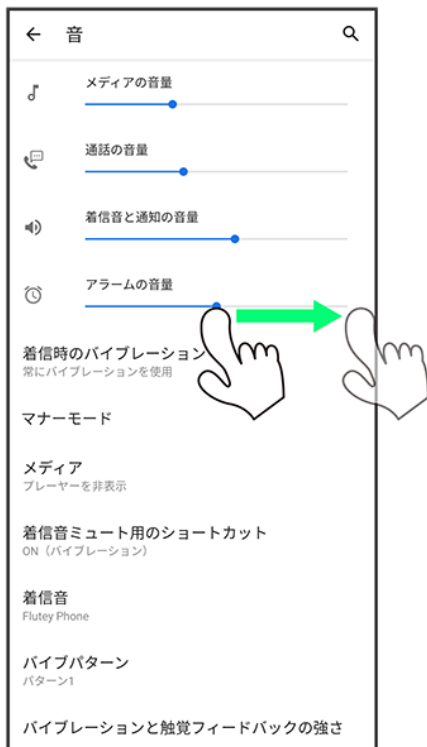 音
メディアの音量
通話の音量
着信音と通知の音量
アラームの音量
着信時のバイブレーション
常にバイブレーションを使用
マナーモード
メディア
プレーヤーを非表示
着信音ミュート用のショートカット
ON（バイブレーション）
着信音
Flutey Phone
バイブパターン
パターン1
バイブレーションと触覚フィードバックの強さ